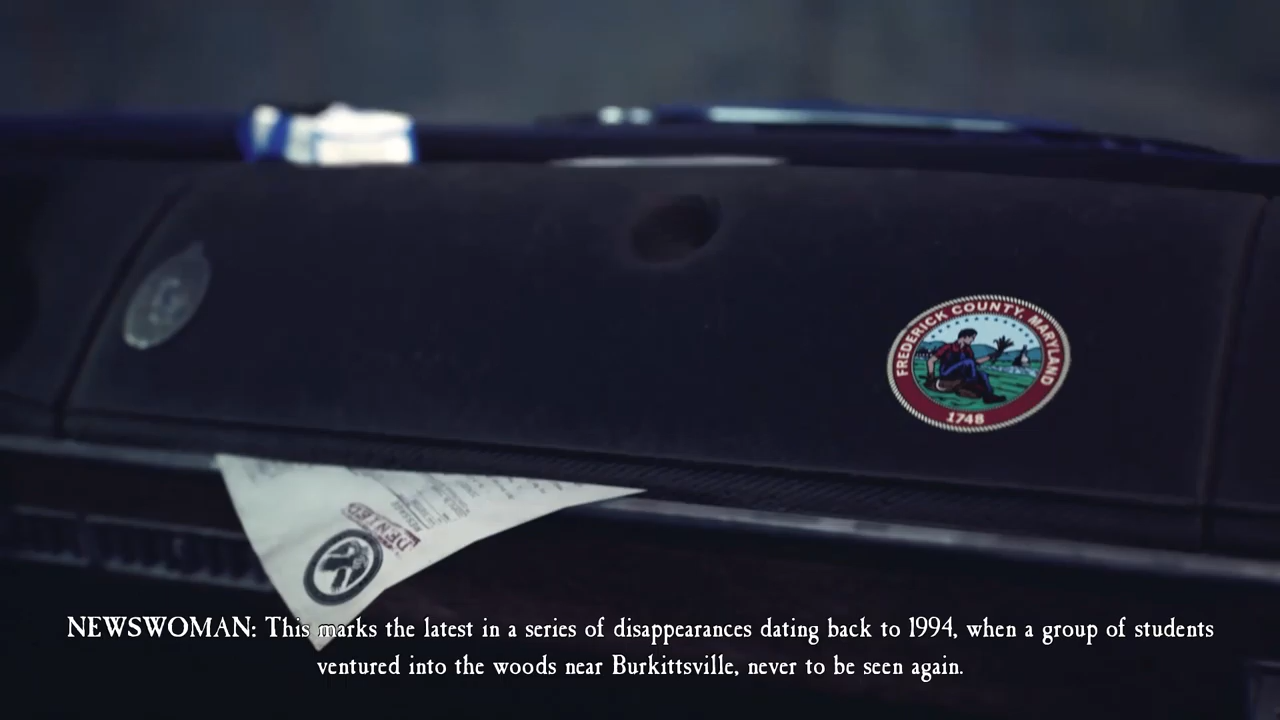 FREDERICK COUNTY, MARYLAND
1748
DENIED
NEWSWOMAN: This marks the latest in a series of disappearances dating back to 1994, when a group of students
ventured into the woods near Burkittsville, never to be seen again.